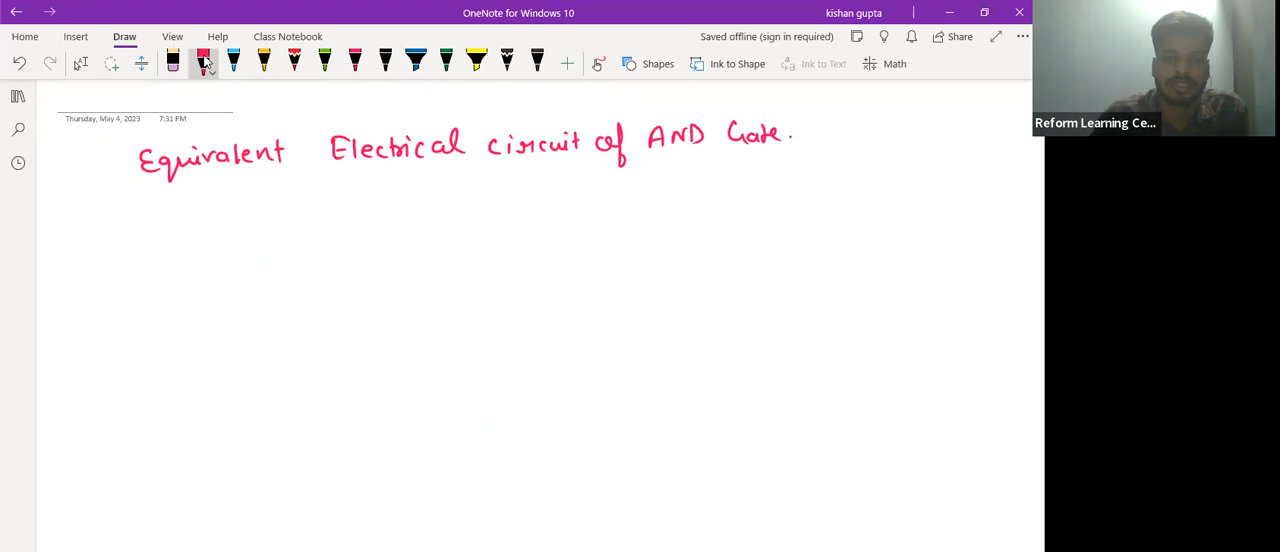 OneNote for Windows 10
kishan gupta
Home
Insert
Draw
View
Help
Class Notebook
Saved offline (sign in required)
Share
Shapes
Ink to Shape
Ink to Text
Math
Reform Learning Ce...
Thursday, May 4, 2023 7:31 PM
Equivalent Electrical circuit of AND Gate.